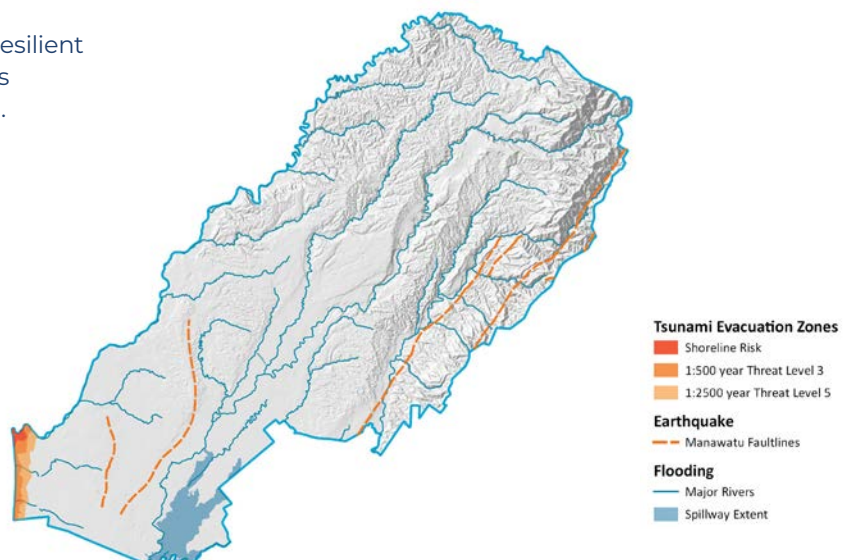 esilient
s
.
Tsunami Evacuation Zones
Shoreline Risk
1:500 year Threat Level 3
1:2500 year Threat Level 5
Earthquake
Manawatu Faultlines
Flooding
Major Rivers
Spillway Extent